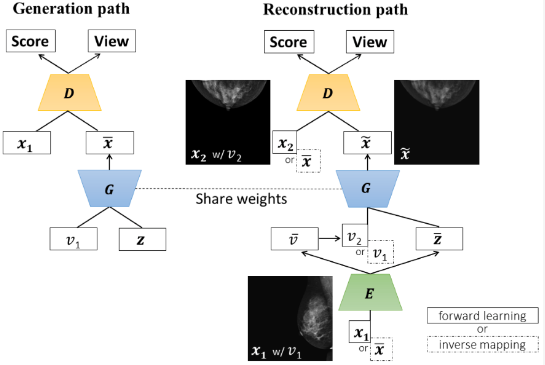 Generation path
Reconstruction path
Score
View
Score
View
D
D
x₁
x̅
x₂ w/ v₂
x₂
or
x̅
x̃
x̃
G
Share weights
G
v₁
z
v̅
v₂
or
v₁
z̅
E
x₁ w/ v₁
x₁
or
x̅
forward learning
or
inverse mapping